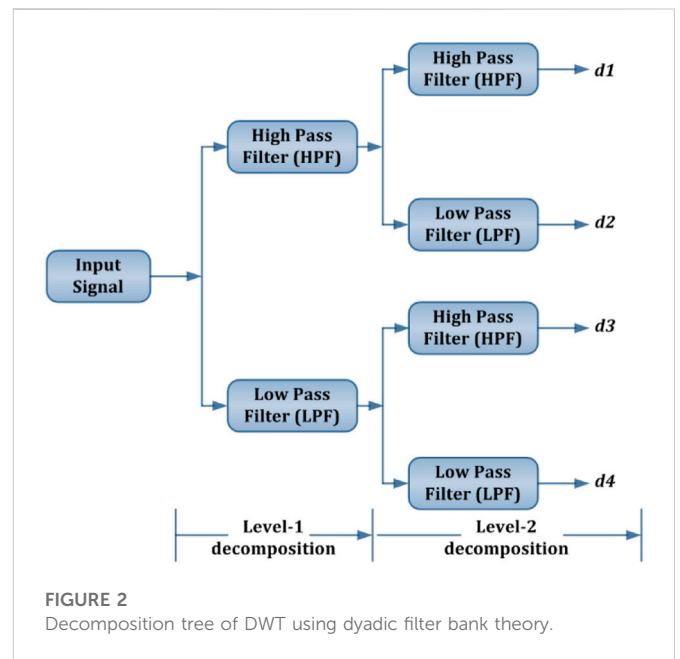 High Pass
Filter (HPF)
d1
High Pass
Filter (HPF)
Low Pass
Filter (LPF)
d2
Input
Signal
High Pass
Filter (HPF)
d3
Low Pass
Filter (LPF)
Low Pass
Filter (LPF)
d4
Level-1
decomposition
Level-2
decomposition
FIGURE 2
Decomposition tree of DWT using dyadic filter bank theory.